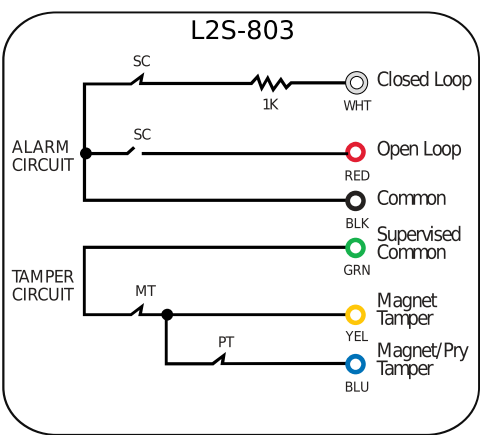 L2S-803
SC
Closed Loop
1K
WHT
SC
ALARM
CIRCUIT
Open Loop
RED
Common
BLK
Supervised
Common
GRN
TAMPER
CIRCUIT
MT
Magnet
Tamper
YEL
PT
Magnet/Pry
Tamper
BLU